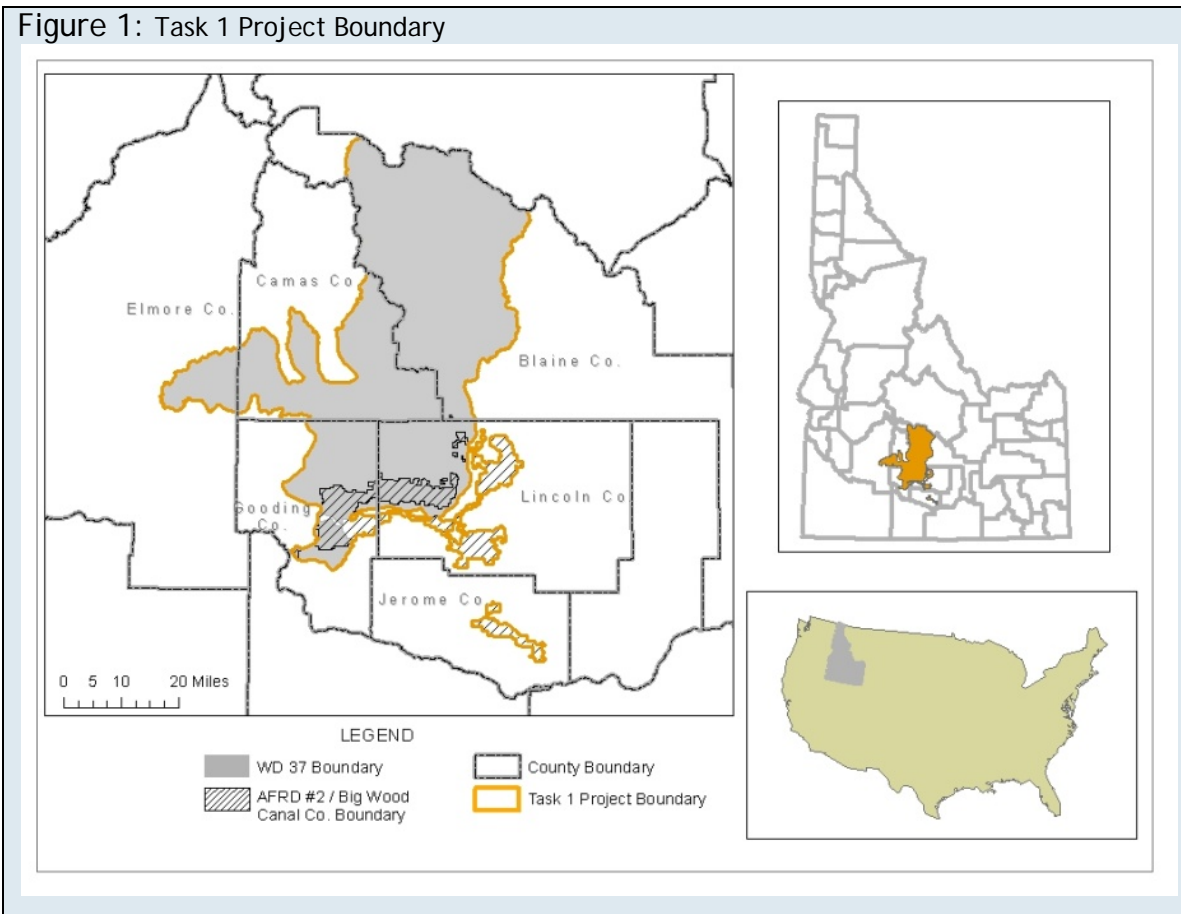 Figure 1: Task 1 Project Boundary
Camas Co.
Elmore Co.
Blaine Co.
Lincoln Co
Gooding
Co.
Jerome Co.
0 5 10 20 Miles
LEGEND
WD 37 Boundary
County Boundary
AFRD #2 / Big Wood
Canal Co. Boundary
Task 1 Project Boundary